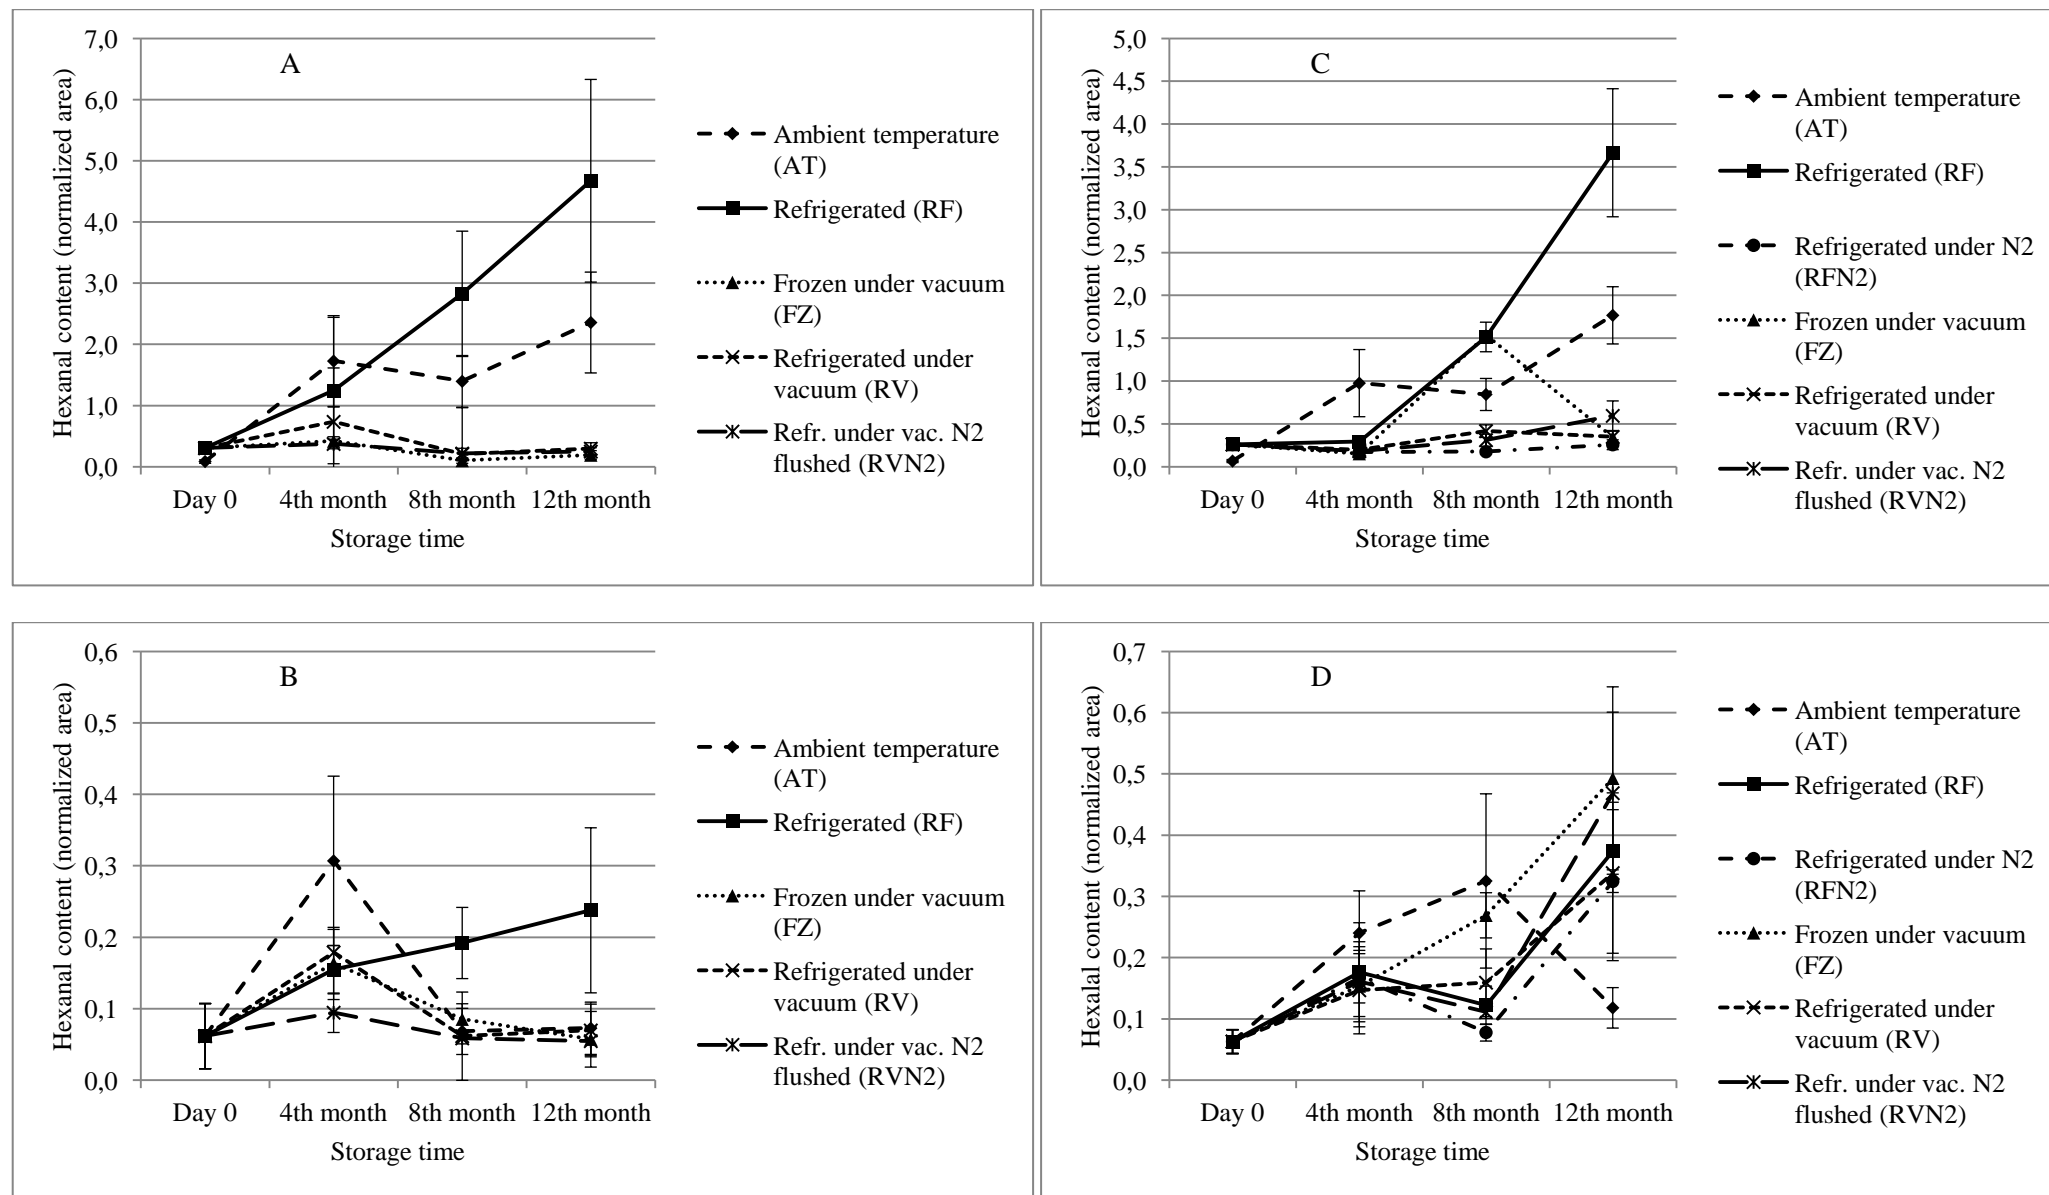 A
Hexanal content (normalized area)
7,0
6,0
5,0
4,0
3,0
2,0
1,0
0,0
Day 0 4th month 8th month 12th month
Storage time
Ambient temperature
(AT)
Refrigerated (RF)
Frozen under vacuum
(FZ)
Refrigerated under
vacuum (RV)
Refr. under vac. N2
flushed (RVN2)
C
Hexanal content (normalized area)
5,0
4,5
4,0
3,5
3,0
2,5
2,0
1,5
1,0
0,5
0,0
Day 0 4th month 8th month 12th month
Storage time
Ambient temperature
(AT)
Refrigerated (RF)
Refrigerated under N2
(RFN2)
Frozen under vacuum
(FZ)
Refrigerated under
vacuum (RV)
Refr. under vac. N2
flushed (RVN2)
B
Hexanal content (normalized area)
0,6
0,5
0,4
0,3
0,2
0,1
0,0
Day 0 4th month 8th month 12th month
Storage time
Ambient temperature
(AT)
Refrigerated (RF)
Frozen under vacuum
(FZ)
Refrigerated under
vacuum (RV)
Refr. under vac. N2
flushed (RVN2)
D
Hexalal content (normalized area)
0,7
0,6
0,5
0,4
0,3
0,2
0,1
0,0
Day 0 4th month 8th month 12th month
Storage time
Ambient temperature
(AT)
Refrigerated (RF)
Refrigerated under N2
(RFN2)
Frozen under vacuum
(FZ)
Refrigerated under
vacuum (RV)
Refr. under vac. N2
flushed (RVN2)